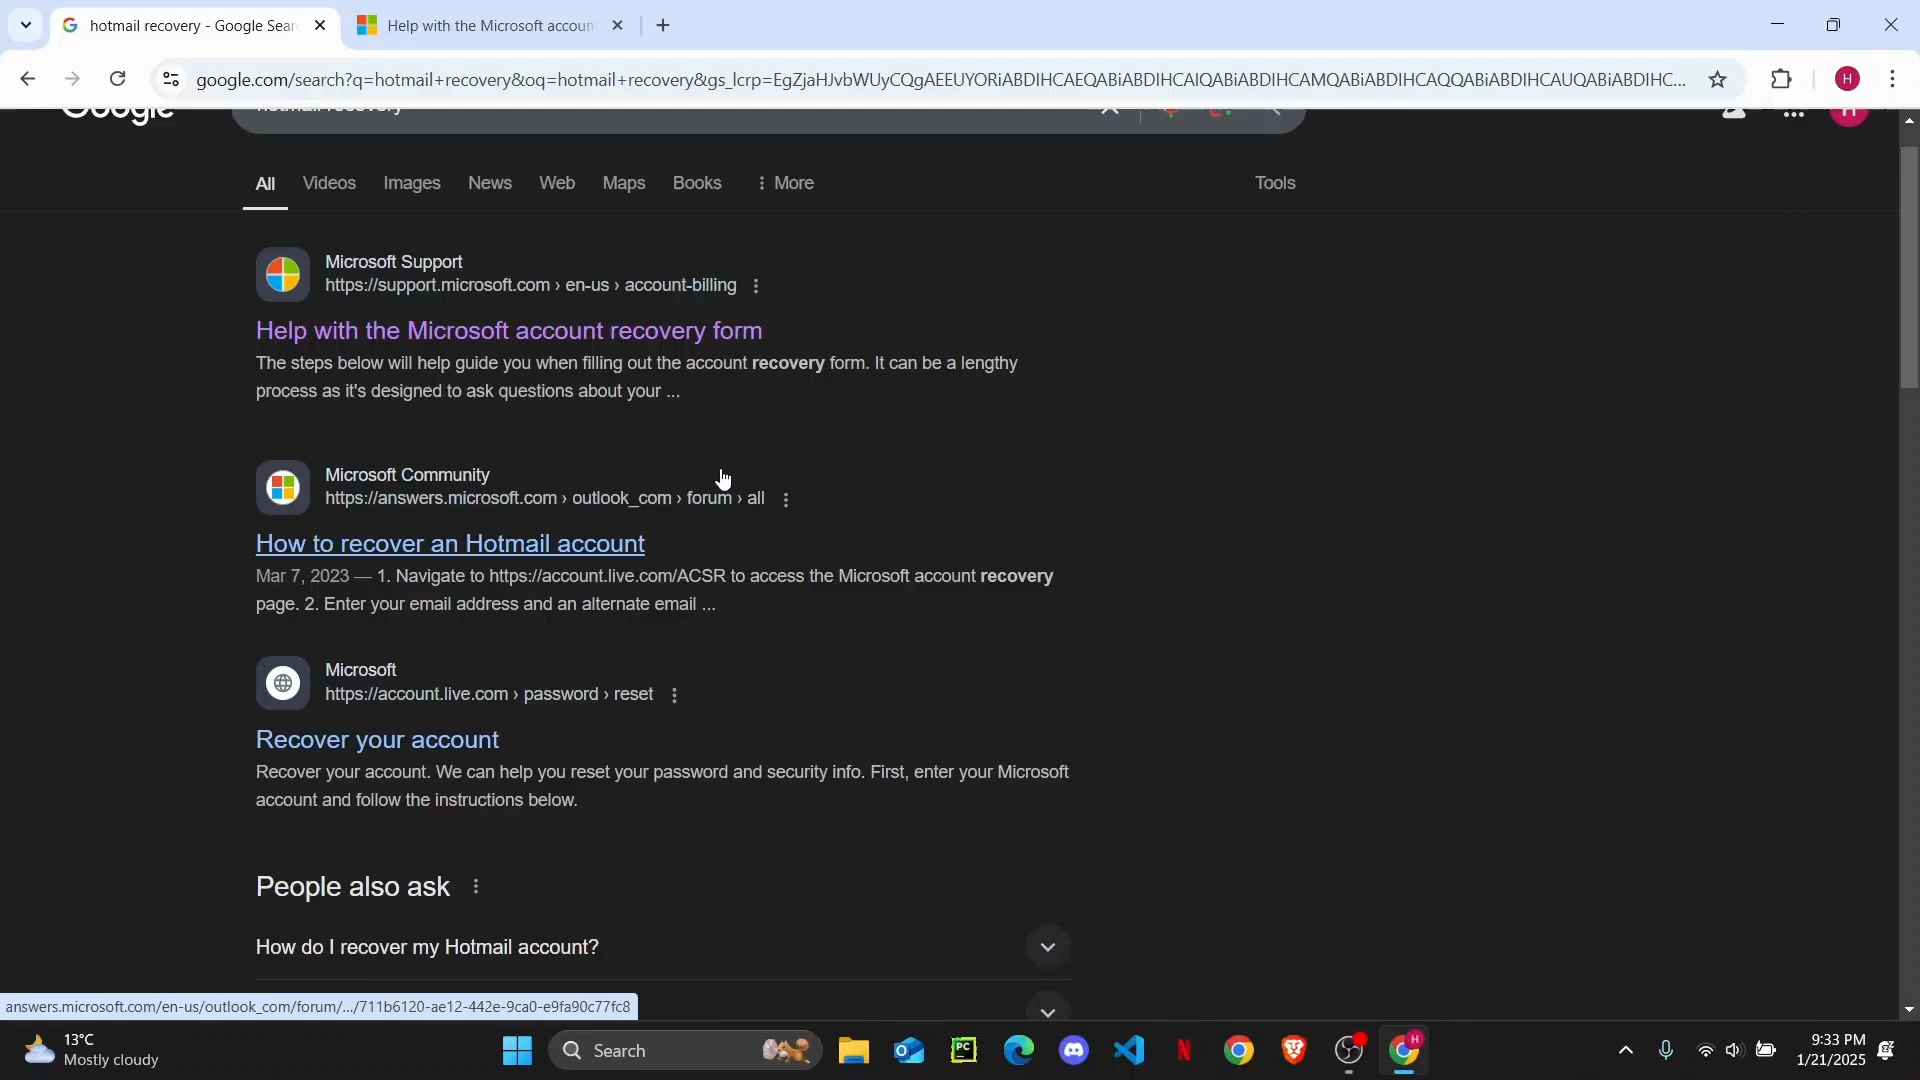 hotmail recovery - Google Sear
Help with the Microsoft accoun
google.com/search?q=hotmail+recovery&oq=hotmail+recovery&gs_lcrp=EgZjaHJvbWUyCQgAEEUYORiABDIHCAEQABiABDIHCAIQABiABDIHCAMQABiABDIHCAQQABiABDIHCAUQABiABDIHC...
H
Google
hotmail recovery
H
All Videos Images News Web Maps Books More Tools
Microsoft Support
https://support.microsoft.com › en-us › account-billing
Help with the Microsoft account recovery form
The steps below will help guide you when filling out the account recovery form. It can be a lengthy
process as it's designed to ask questions about your ...
Microsoft Community
https://answers.microsoft.com › outlook_com › forum › all
How to recover an Hotmail account
Mar 7, 2023 — 1. Navigate to https://account.live.com/ACSR to access the Microsoft account recovery
page. 2. Enter your email address and an alternate email ...
Microsoft
https://account.live.com › password › reset
Recover your account
Recover your account. We can help you reset your password and security info. First, enter your Microsoft
account and follow the instructions below.
People also ask
How do I recover my Hotmail account?
answers.microsoft.com/en-us/outlook_com/forum/.../711b6120-ae12-442e-9ca0-e9fa90c77fc8
13°C
Mostly cloudy
Search
PC
N
H
9:33 PM
1/21/2025